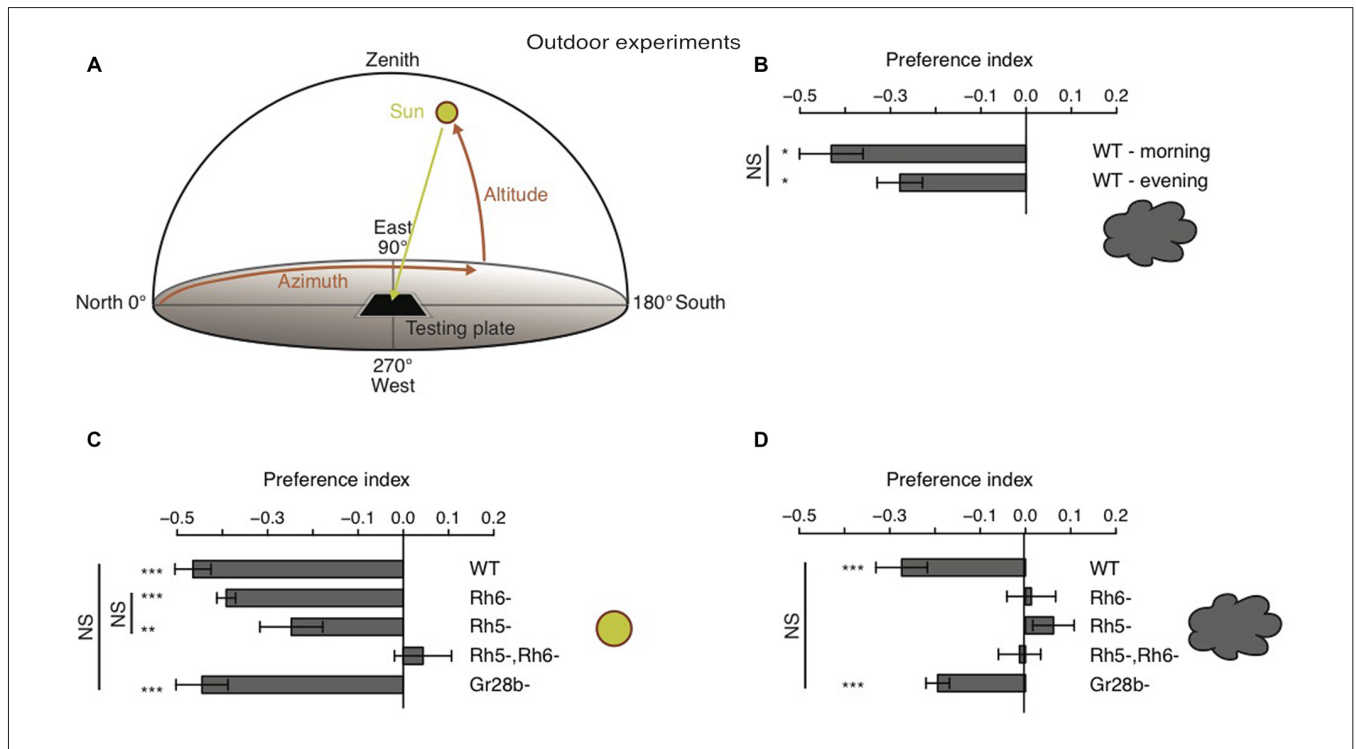 Outdoor experiments
A
Zenith
Sun
Altitude
East
90°
Azimuth
North 0°
180° South
Testing plate
270°
West
B
Preference index
−0.5 −0.3 −0.1 0.0 0.1 0.2
NS
* WT - morning
* WT - evening
C
Preference index
−0.5 −0.3 −0.1 0.0 0.1 0.2
NS
NS
*** WT
*** Rh6-
** Rh5-
Rh5-,Rh6-
*** Gr28b-
D
Preference index
−0.5 −0.3 −0.1 0.0 0.1 0.2
NS
*** WT
Rh6-
Rh5-
Rh5-,Rh6-
*** Gr28b-